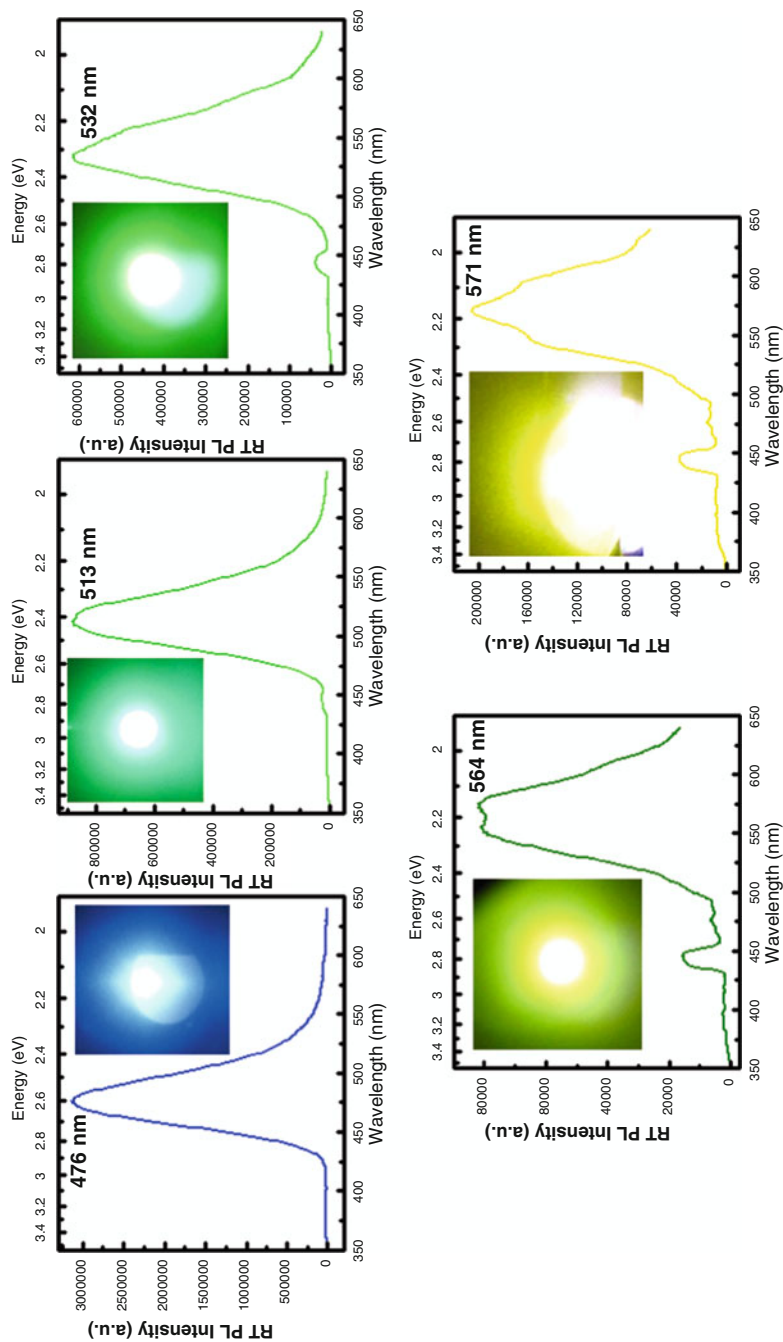 Energy (eV)
3.4 3.2 3 2.8 2.6 2.4 2.2 2
476 nm
RT PL Intensity (a.u.)
3000000
2500000
2000000
1500000
1000000
500000
0
350 400 450 500 550 600 650
Wavelength (nm)
Energy (eV)
3.4 3.2 3 2.8 2.6 2.4 2.2 2
513 nm
RT PL Intensity (a.u.)
800000
600000
400000
200000
0
350 400 450 500 550 600 650
Wavelength (nm)
Energy (eV)
3.4 3.2 3 2.8 2.6 2.4 2.2 2
532 nm
RT PL Intensity (a.u.)
600000
500000
400000
300000
200000
100000
0
350 400 450 500 550 600 650
Wavelength (nm)
Energy (eV)
3.4 3.2 3 2.8 2.6 2.4 2.2 2
564 nm
RT PL Intensity (a.u.)
80000
60000
40000
20000
0
350 400 450 500 550 600 650
Wavelength (nm)
Energy (eV)
3.4 3.2 3 2.8 2.6 2.4 2.2 2
571 nm
RT PL Intensity (a.u.)
200000
160000
120000
80000
40000
0
350 400 450 500 550 600 650
Wavelength (nm)